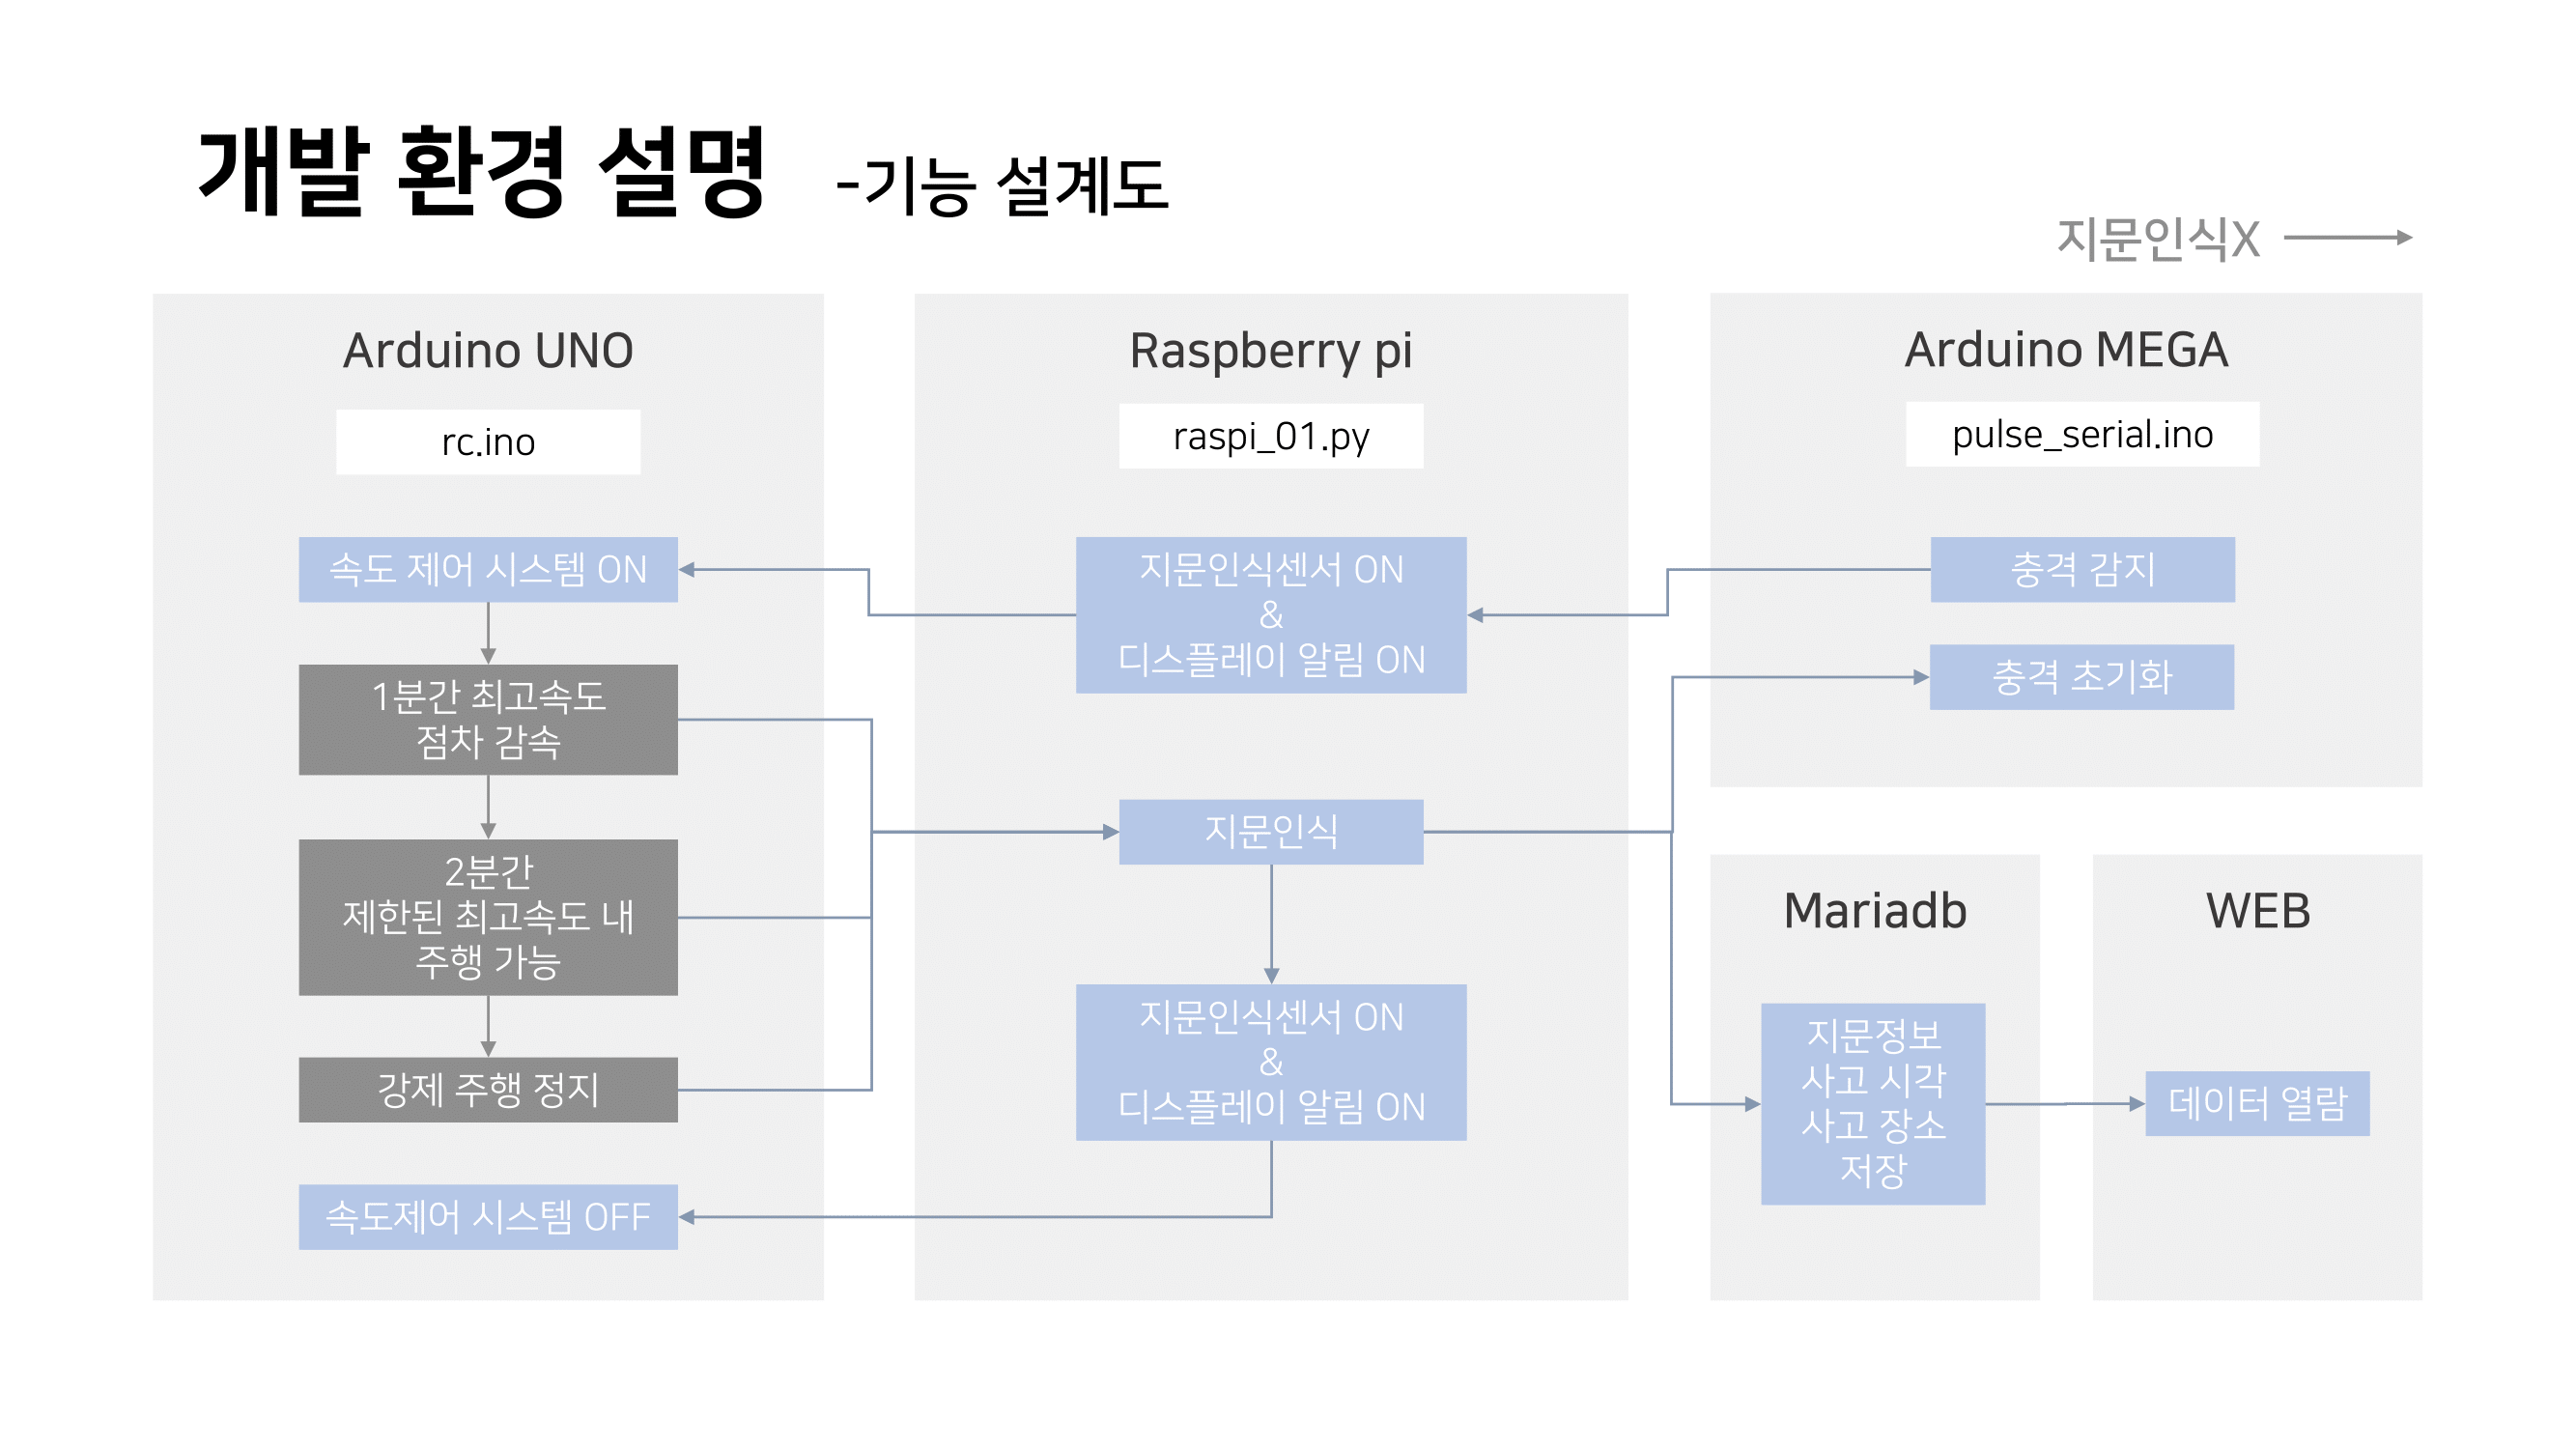 개발 환경 설명 -기능 설계도
지문인식X
Arduino UNO
rc.ino
속도 제어 시스템 ON
1분간 최고속도
점차 감속
2분간
제한된 최고속도 내
주행 가능
강제 주행 정지
속도제어 시스템 OFF
Raspberry pi
raspi_01.py
지문인식센서 ON
&
디스플레이 알림 ON
지문인식
지문인식센서 ON
&
디스플레이 알림 ON
Arduino MEGA
pulse_serial.ino
충격 감지
충격 초기화
Mariadb
지문정보
사고 시각
사고 장소
저장
WEB
데이터 열람